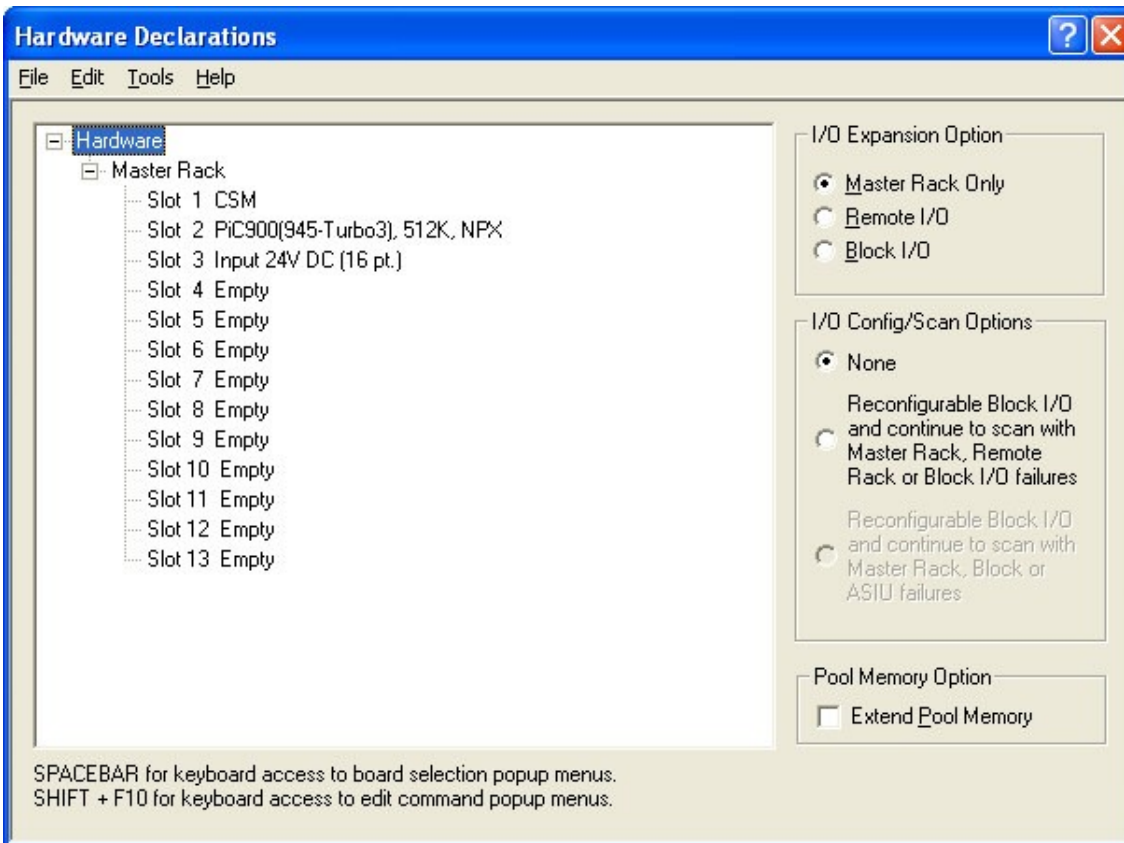 Hardware Declarations
File Edit Tools Help
Hardware
Master Rack
Slot 1 CSM
Slot 2 PiC900(945-Turbo3), 512K, NPX
Slot 3 Input 24V DC (16 pt.)
Slot 4 Empty
Slot 5 Empty
Slot 6 Empty
Slot 7 Empty
Slot 8 Empty
Slot 9 Empty
Slot 10 Empty
Slot 11 Empty
Slot 12 Empty
Slot 13 Empty
I/O Expansion Option
Master Rack Only
Remote I/O
Block I/O
I/O Config/Scan Options
None
Reconfigurable Block I/O
and continue to scan with
Master Rack, Remote
Rack or Block I/O failures
Reconfigurable Block I/O
and continue to scan with
Master Rack, Block or
ASIU failures
Pool Memory Option
Extend Pool Memory
SPACEBAR for keyboard access to board selection popup menus.
SHIFT + F10 for keyboard access to edit command popup menus.